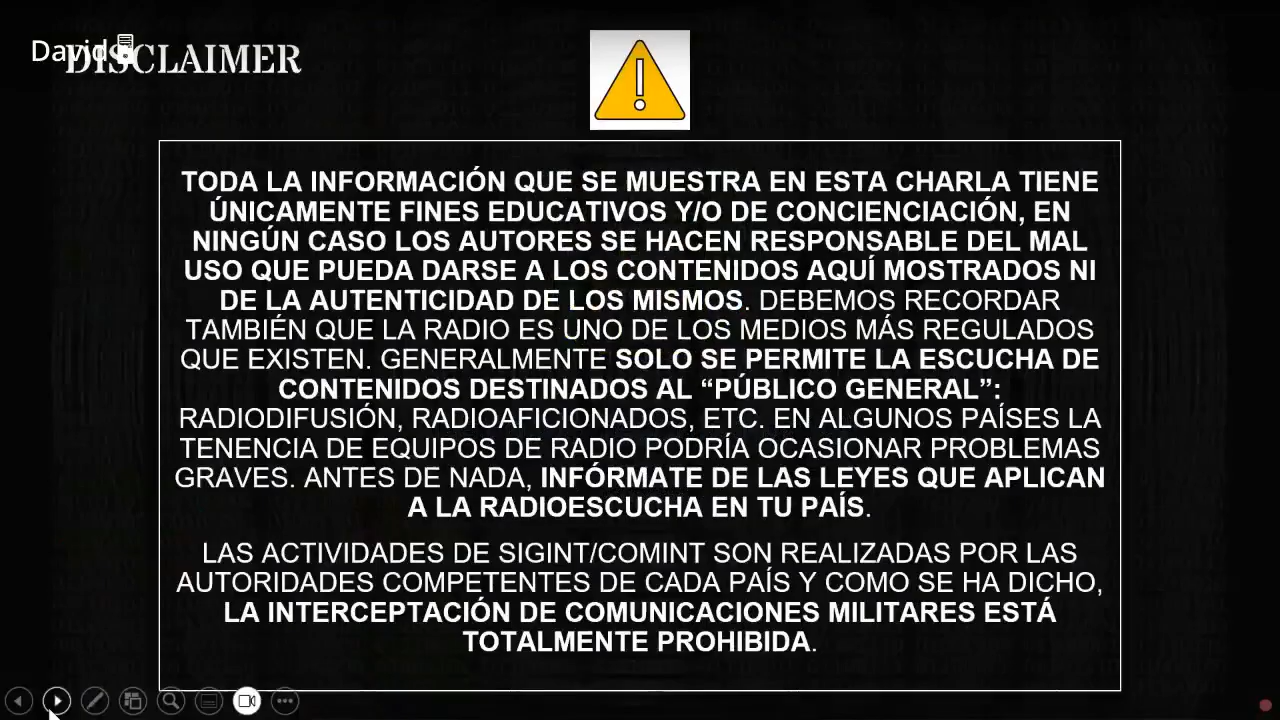 David
DISCLAIMER
TODA LA INFORMACIÓN QUE SE MUESTRA EN ESTA CHARLA TIENE
ÚNICAMENTE FINES EDUCATIVOS Y/O DE CONCIENCIACIÓN, EN
NINGÚN CASO LOS AUTORES SE HACEN RESPONSABLE DEL MAL
USO QUE PUEDA DARSE A LOS CONTENIDOS AQUÍ MOSTRADOS NI
DE LA AUTENTICIDAD DE LOS MISMOS. DEBEMOS RECORDAR
TAMBIÉN QUE LA RADIO ES UNO DE LOS MEDIOS MÁS REGULADOS
QUE EXISTEN. GENERALMENTE SOLO SE PERMITE LA ESCUCHA DE
CONTENIDOS DESTINADOS AL “PÚBLICO GENERAL”:
RADIODIFUSIÓN, RADIOAFICIONADOS, ETC. EN ALGUNOS PAÍSES LA
TENENCIA DE EQUIPOS DE RADIO PODRÍA OCASIONAR PROBLEMAS
GRAVES. ANTES DE NADA, INFÓRMATE DE LAS LEYES QUE APLICAN
A LA RADIOESCUCHA EN TU PAÍS.
LAS ACTIVIDADES DE SIGINT/COMINT SON REALIZADAS POR LAS
AUTORIDADES COMPETENTES DE CADA PAÍS Y COMO SE HA DICHO,
LA INTERCEPTACIÓN DE COMUNICACIONES MILITARES ESTÁ
TOTALMENTE PROHIBIDA.